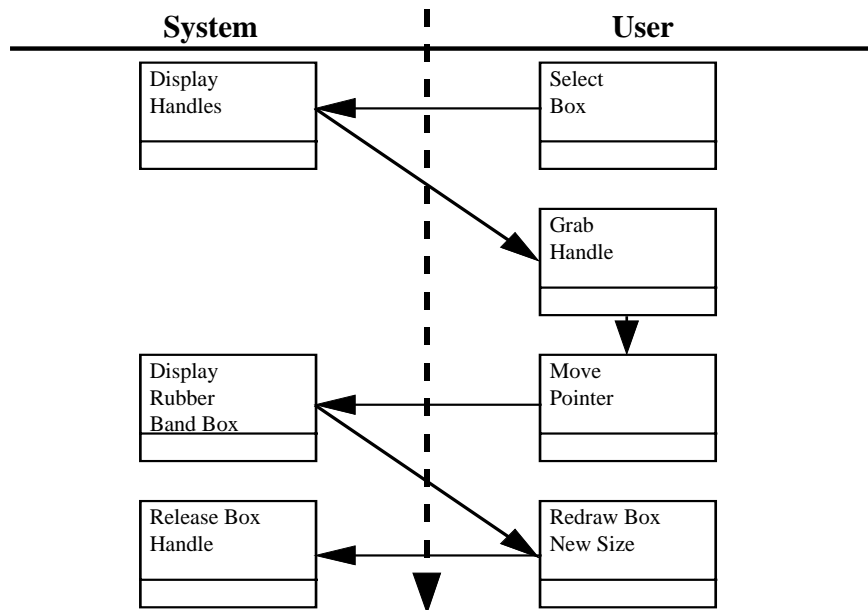 System
User
Display
Handles
Select
Box
Grab
Handle
Display
Rubber
Band Box
Move
Pointer
Release Box
Handle
Redraw Box
New Size